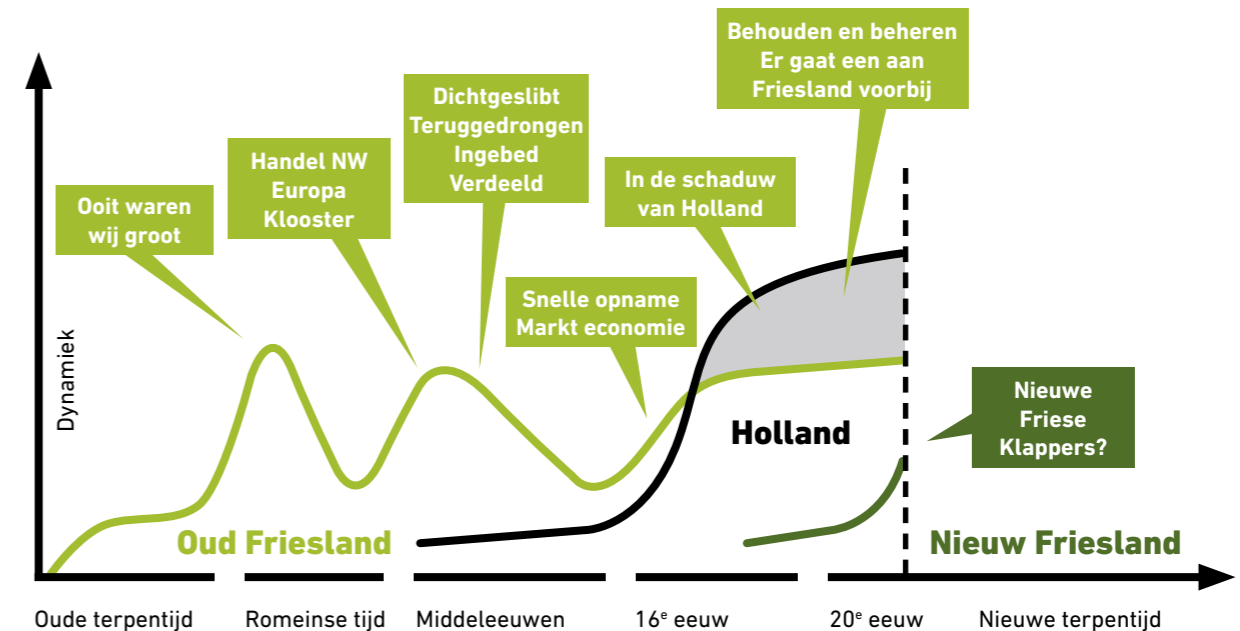 Behouden en beheren
Er gaat een aan
Friesland voorbij
Dichtgeslibt
Teruggedrongen
Ingebed
Verdeeld
Handel NW
Europa
Klooster
In de schaduw
van Holland
Ooit waren
wij groot
Snelle opname
Markt economie
Dynamiek
Nieuwe
Friese
Klappers?
Holland
Oud Friesland
Nieuw Friesland
Oude terpentijd
Romeinse tijd
Middeleeuwen
16e eeuw
20e eeuw
Nieuwe terpentijd